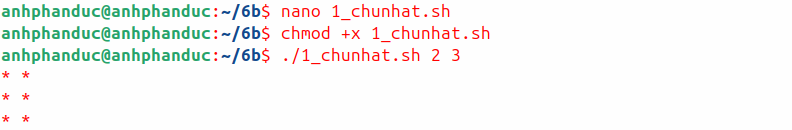 anhphanduc@anhphanduc:~/6b$ nano 1_chunhat.sh
anhphanduc@anhphanduc:~/6b$ chmod +x 1_chunhat.sh
anhphanduc@anhphanduc:~/6b$ ./1_chunhat.sh 2 3
* *
* *
* *